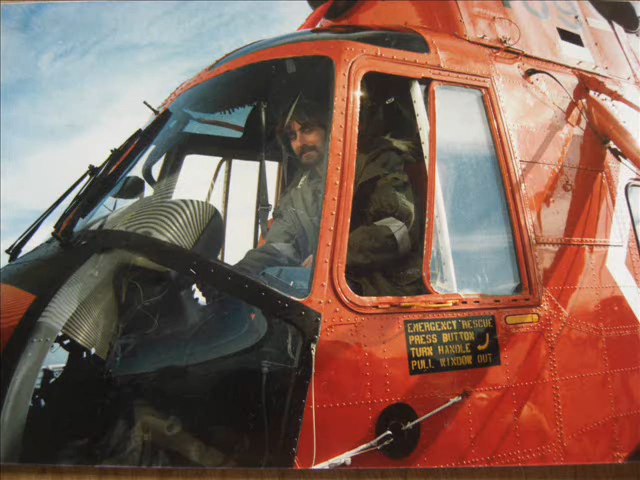 EMERGENCY RESCUE
PRESS BUTTON
TURN HANDLE
PULL WINDOW OUT